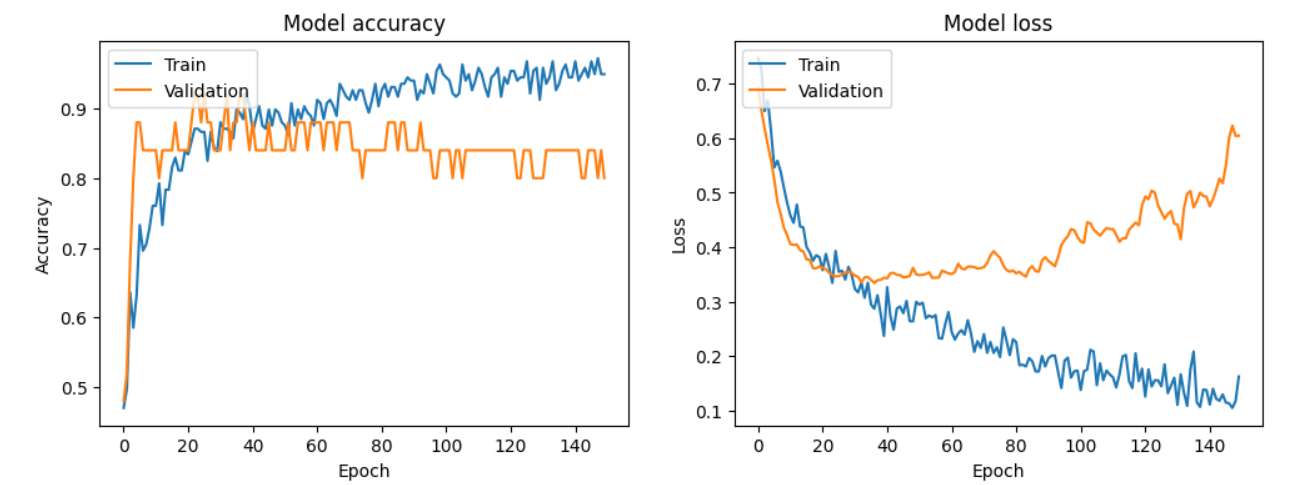 Model accuracy
Train
Validation
0.9
0.8
0.7
0.6
0.5
Accuracy
0 20 40 60 80 100 120 140
Epoch
Model loss
Train
Validation
0.7
0.6
0.5
0.4
0.3
0.2
0.1
Loss
0 20 40 60 80 100 120 140
Epoch